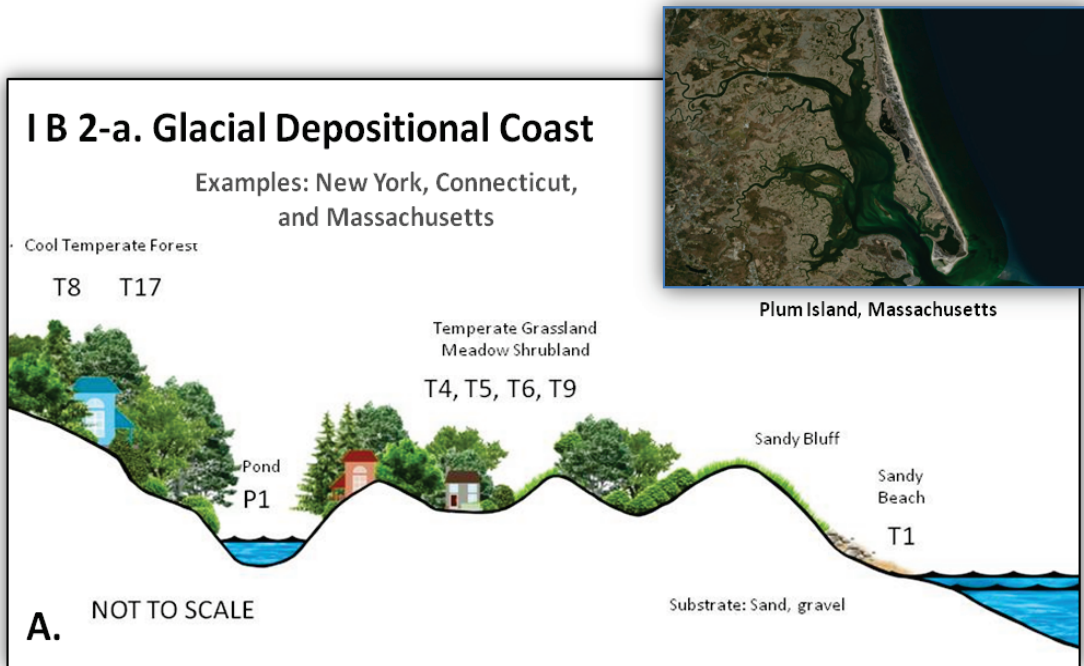 I B 2-a. Glacial Depositional Coast
Examples: New York, Connecticut,
and Massachusetts
Plum Island, Massachusetts
· Cool Temperate Forest
T8 T17
Temperate Grassland
Meadow Shrubland
T4, T5, T6, T9
Pond
P1
Sandy Bluff
Sandy
Beach
T1
Substrate: Sand, gravel
NOT TO SCALE
A.